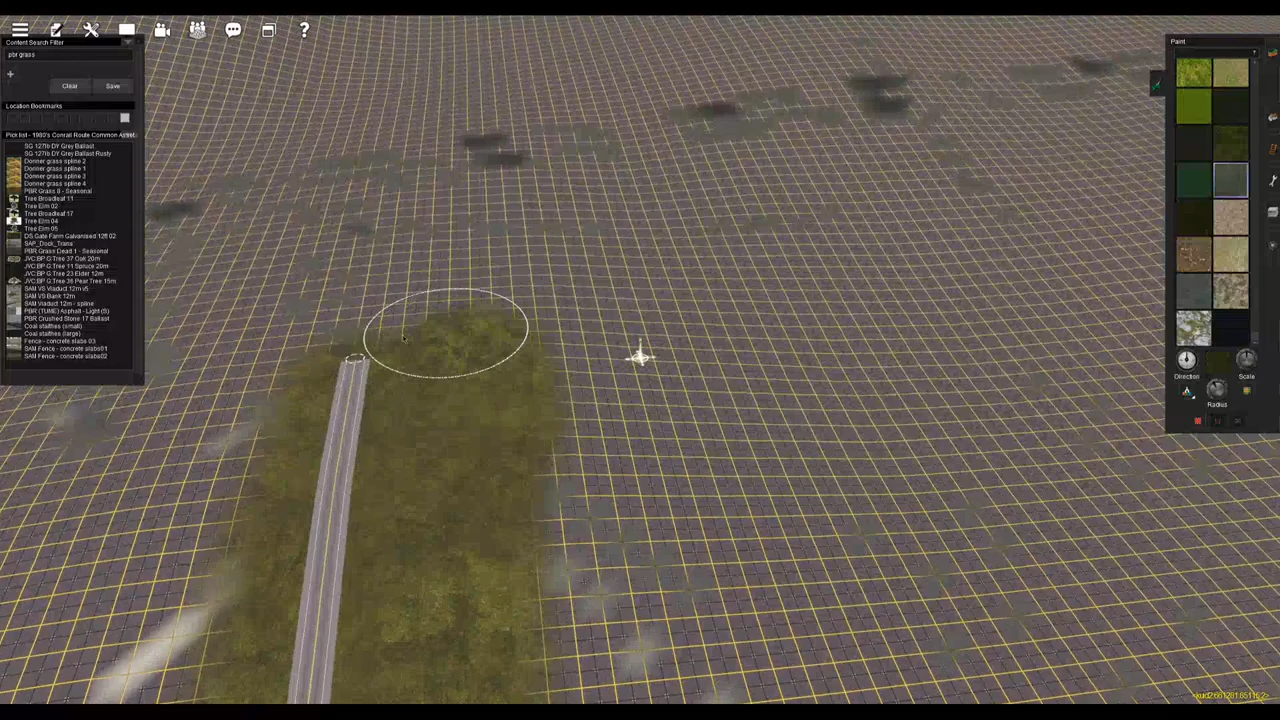 ?
Content Search Filter
pbr grass
+
Clear
Save
Location Bookmarks
Pick list - 1980's Conrail Route Common Asset
SG 127lb DY Grey Ballast
SG 127lb DY Grey Ballast Rusty
Donner grass spline 2
Donner grass spline 1
Donner grass spline 3
Donner grass spline 4
PBR Grass 8 - Seasonal
Tree Broadleaf 11
Tree Elm 02
Tree Broadleaf 17
Tree Elm 04
Tree Elm 05
DS Gate Farm Galvanised 12ft 02
SAP_Dock_Trans
PBR Grass Dead 1 - Seasonal
JVC:BP G:Tree 37 Oak 20m
JVC:BP G:Tree 11 Spruce 20m
JVC:BP G:Tree 23 Elder 12m
JVC:BP G:Tree 36 Pear Tree 15m
SAM VS Viaduct 12m v5
SAM VS Bank 12m
SAM Viaduct 12m - spline
PBR (TUME) Asphalt - Light (S)
PBR Crushed Stone 17 Ballast
Coal staithes (small)
Coal staithes (large)
Fence - concrete slabs 03
SAM Fence - concrete slabs01
SAM Fence - concrete slabs02
Paint
Direction
Scale
Radius